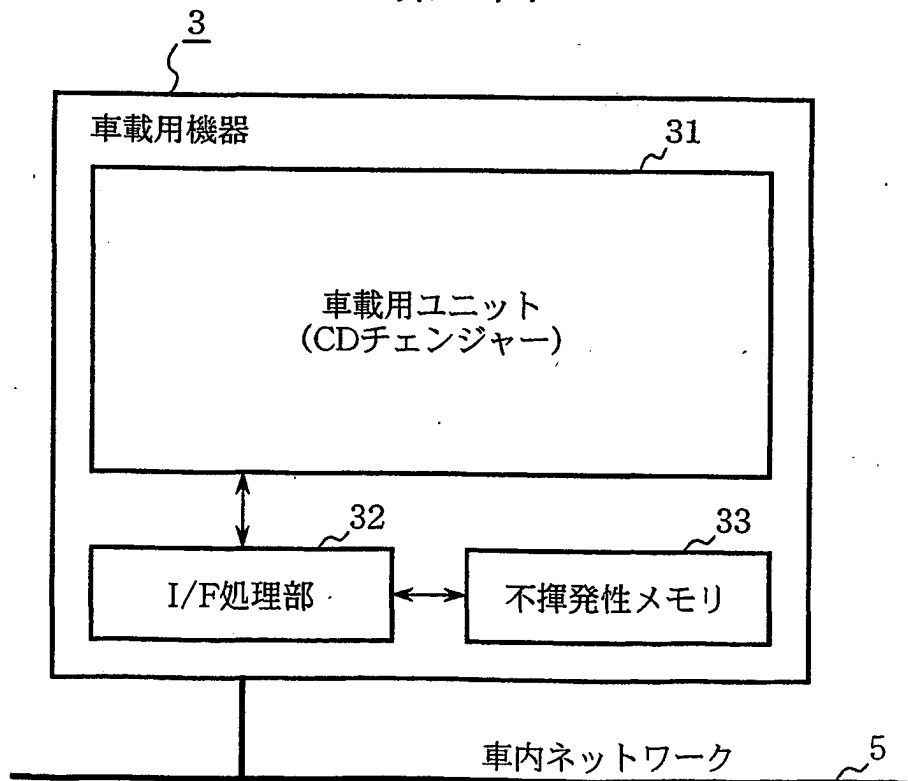 3
車載用機器
31
車載用ユニット
(CDチェンジャー)
32
33
I/F処理部
不揮発性メモリ
車内ネットワーク
5